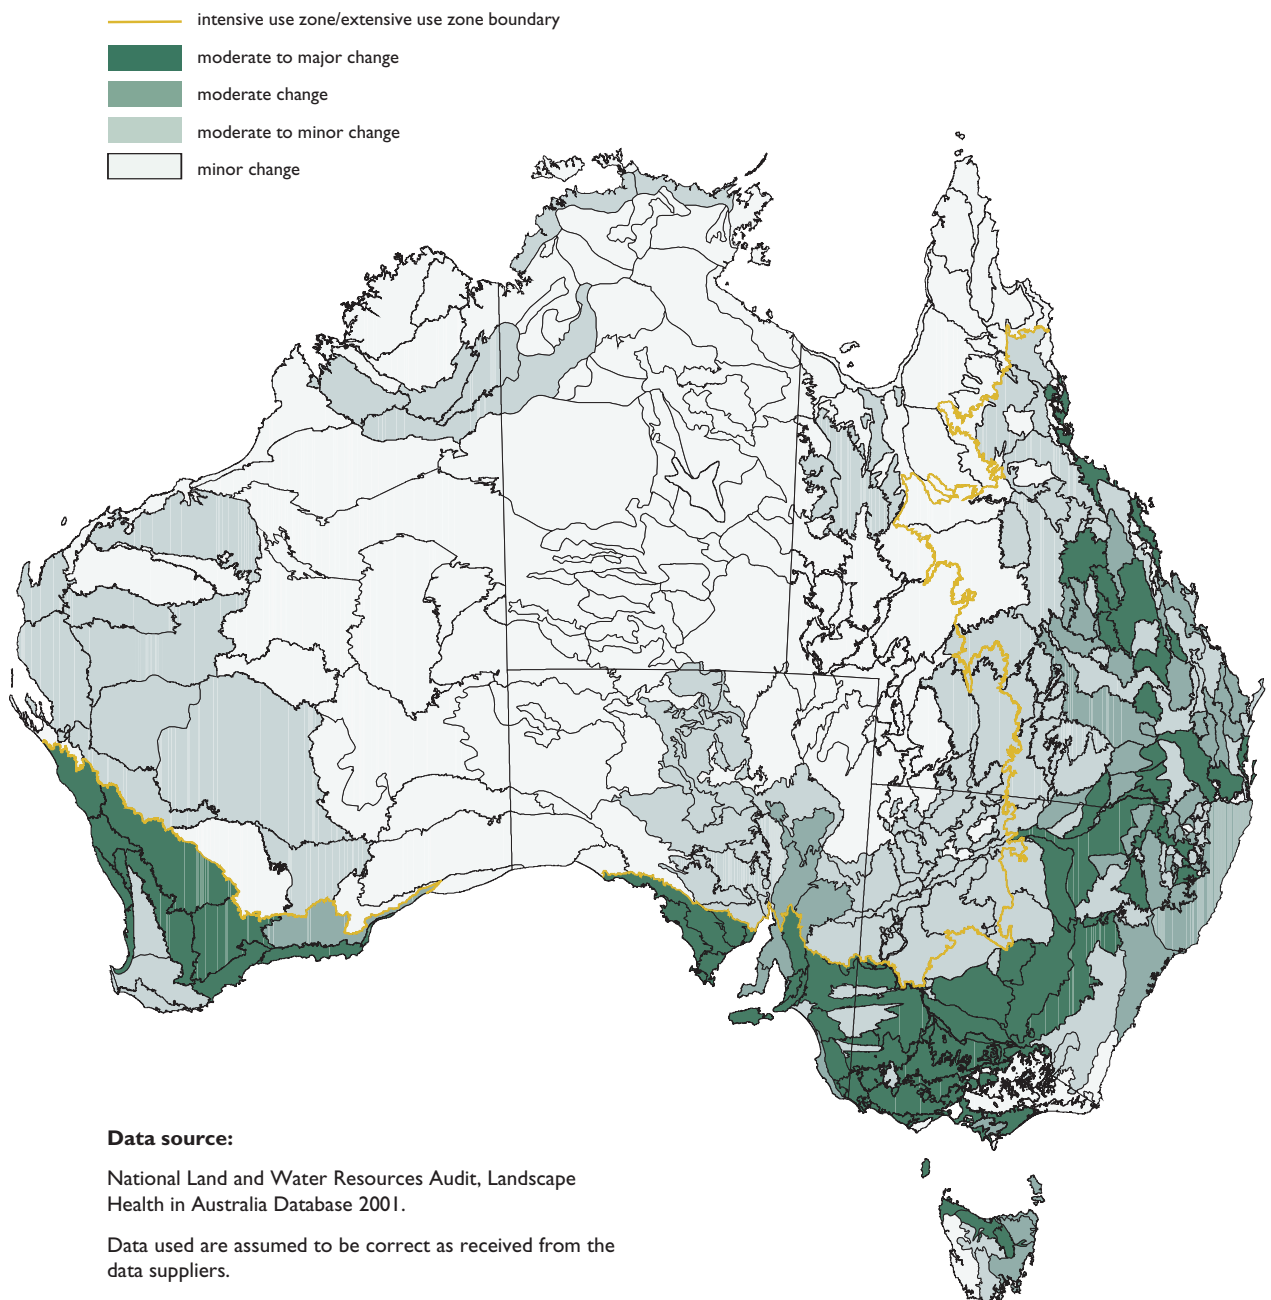 intensive use zone/extensive use zone boundary
moderate to major change
moderate change
moderate to minor change
minor change
Data source:
National Land and Water Resources Audit, Landscape
Health in Australia Database 2001.
Data used are assumed to be correct as received from the
data suppliers.